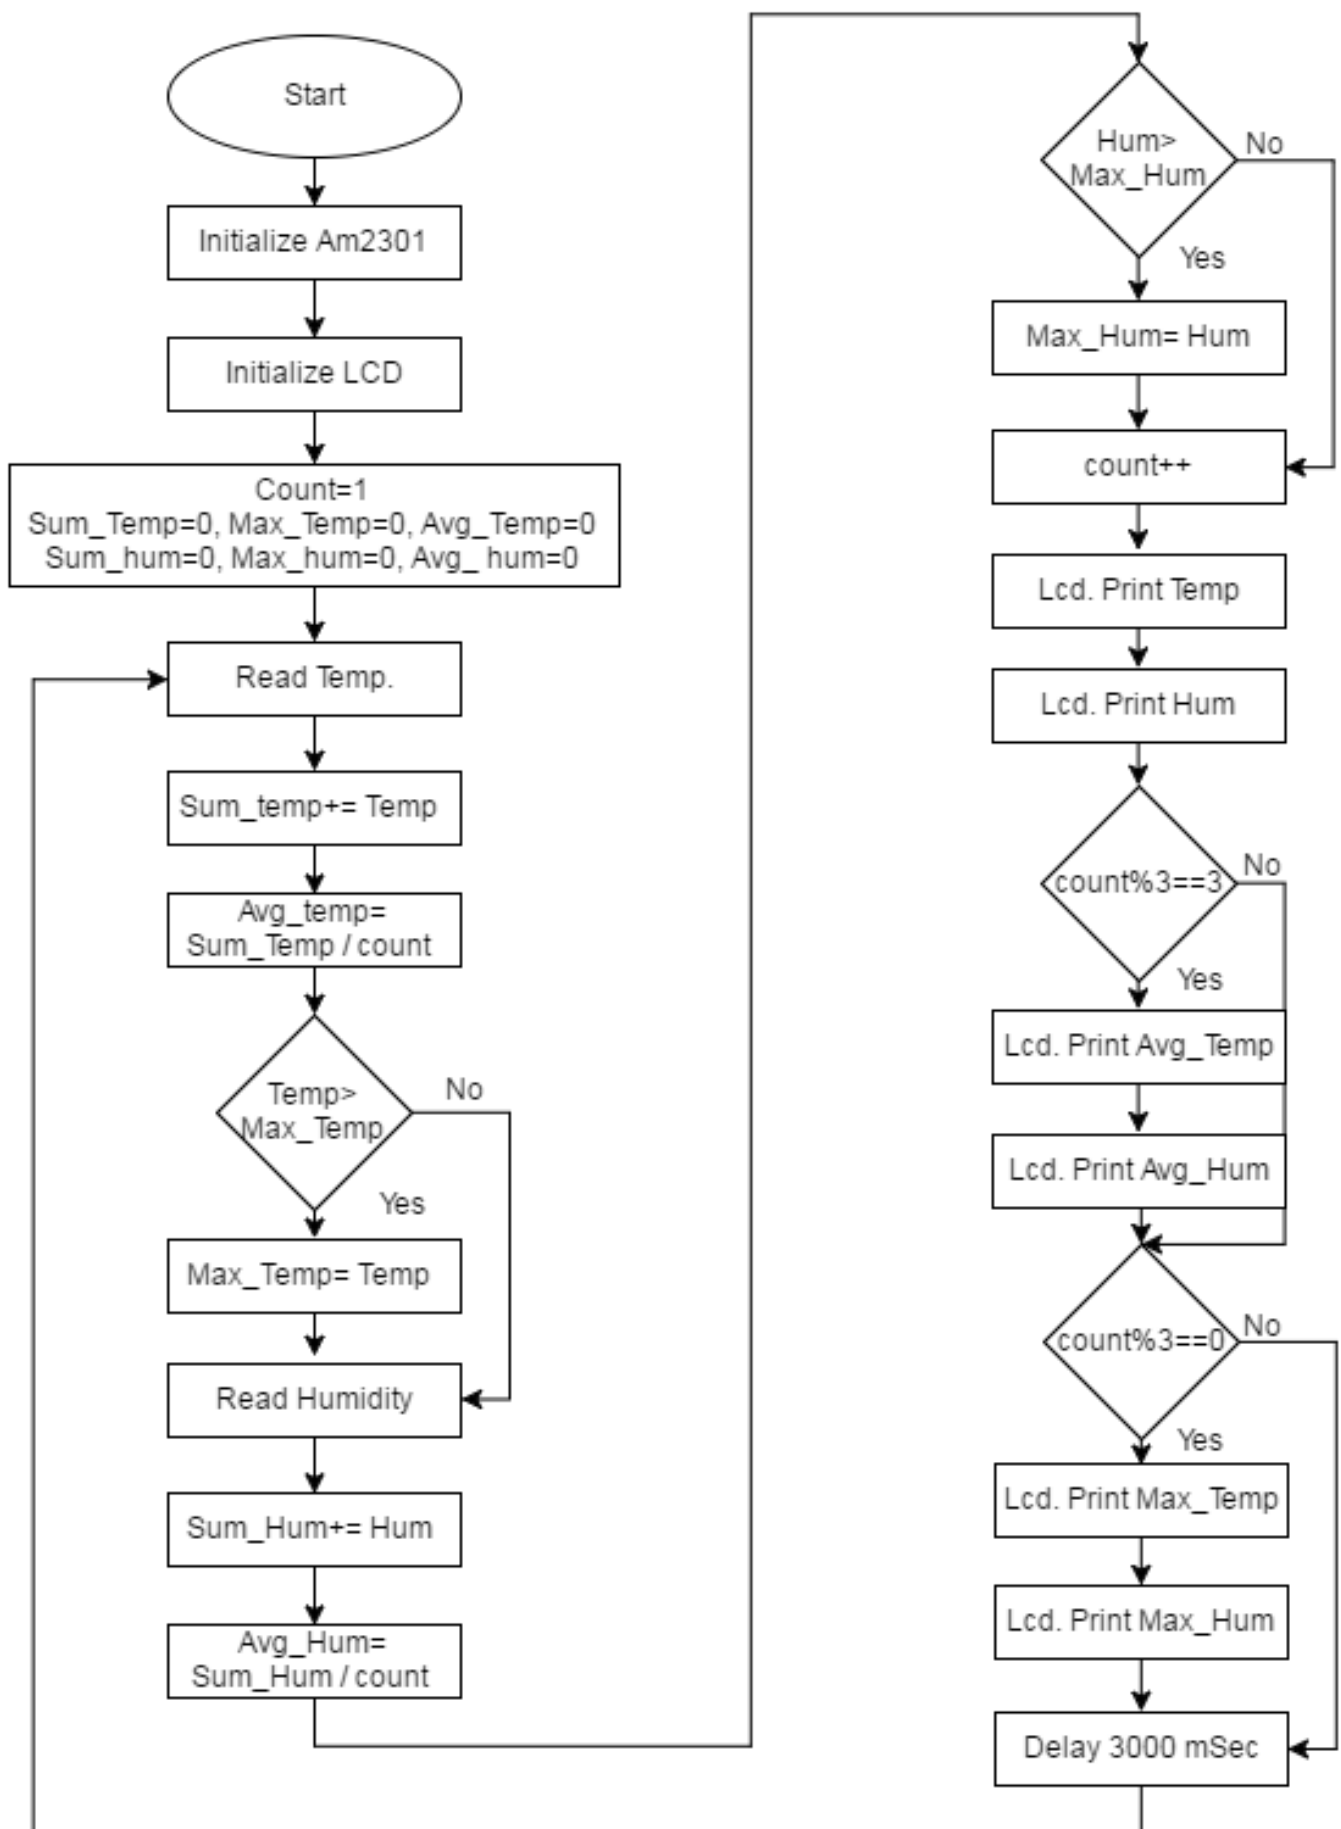 Start
Initialize Am2301
Initialize LCD
Count=1
Sum_Temp=0, Max_Temp=0, Avg_Temp=0
Sum_hum=0, Max_hum=0, Avg_ hum=0
Read Temp.
Sum_temp+= Temp
Avg_temp=
Sum_Temp / count
Temp>
Max_Temp
No
Yes
Max_Temp= Temp
Read Humidity
Sum_Hum+= Hum
Avg_Hum=
Sum_Hum / count
Hum>
Max_Hum
No
Yes
Max_Hum= Hum
count++
Lcd. Print Temp
Lcd. Print Hum
count%3==3
No
Yes
Lcd. Print Avg_Temp
Lcd. Print Avg_Hum
count%3==0
No
Yes
Lcd. Print Max_Temp
Lcd. Print Max_Hum
Delay 3000 mSec